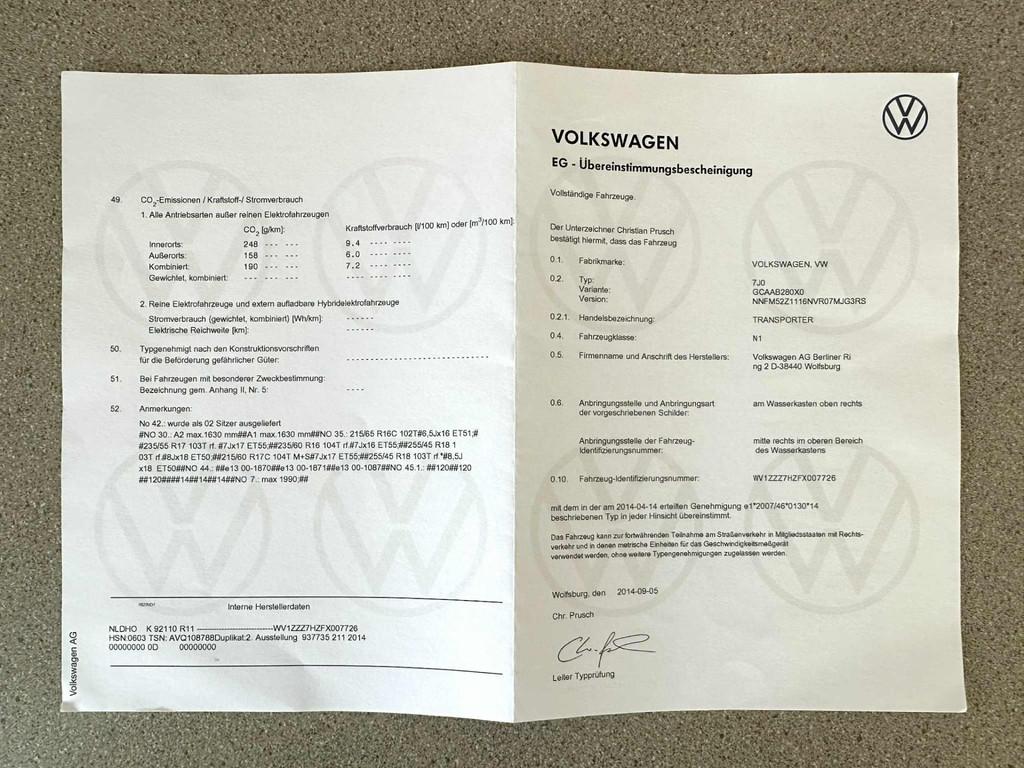 49. CO2-Emissionen / Kraftstoff-/ Stromverbrauch
1. Alle Antriebsarten außer reinen Elektrofahrzeugen
CO2 [g/km]: Kraftstoffverbrauch [l/100 km] oder [m³/100 km]:
Innerorts: 248 --- --- 9.4 ---- ----
Außerorts: 158 --- --- 6.0 ---- ----
Kombiniert: 190 --- --- 7.2 ---- ----
Gewichtet, kombiniert: --- --- --- ---- ---- ----
2. Reine Elektrofahrzeuge und extern aufladbare Hybridelektrofahrzeuge
Stromverbrauch (gewichtet, kombiniert) [Wh/km]: ------
Elektrische Reichweite [km]: ------
50. Typgenehmigt nach den Konstruktionsvorschriften
für die Beförderung gefährlicher Güter: ------------------------------
51. Bei Fahrzeugen mit besonderer Zweckbestimmung:
Bezeichnung gem. Anhang II, Nr. 5: ----
52. Anmerkungen:
No 42.: wurde als 02 Sitzer ausgeliefert
#NO 30.: A2 max.1630 mm##A1 max.1630 mm##NO 35.: 215/65 R16C 102T#6,5Jx16 ET51;#
#235/55 R17 103T rf. #7Jx17 ET55;##235/60 R16 104T rf.#7Jx16 ET55;##255/45 R18 1
03T rf.#8Jx18 ET50;##215/60 R17C 104T M+S#7Jx17 ET55;##255/45 R18 103T rf.*#8,5J
x18 ET50##NO 44.: ##e13 00-1870##e13 00-1871##e13 00-1087##NO 45.1.: ##120##120
##120####14##14##14##NO 7.: max 1990;##
Interne Herstellerdaten
NLDHO K 92110 R11 -----------------------WV1ZZZ7HZFX007726
HSN:0603 TSN: AVQ108788Duplikat:2. Ausstellung 937735 211 2014
00000000 0D 00000000
Volkswagen AG
VOLKSWAGEN
EG - Übereinstimmungsbescheinigung
Vollständige Fahrzeuge.
Der Unterzeichner Christian Prusch
bestätigt hiermit, dass das Fahrzeug
0.1. Fabrikmarke: VOLKSWAGEN, VW
0.2. Typ: 7J0
Variante: GCAAB280X0
Version: NNFM52Z1116NVR07MJG3RS
0.2.1. Handelsbezeichnung: TRANSPORTER
0.4. Fahrzeugklasse: N1
0.5. Firmenname und Anschrift des Herstellers: Volkswagen AG Berliner Ri
ng 2 D-38440 Wolfsburg
0.6. Anbringungsstelle und Anbringungsart am Wasserkasten oben rechts
der vorgeschriebenen Schilder:
Anbringungsstelle der Fahrzeug- mitte rechts im oberen Bereich
Identifizierungsnummer: des Wasserkastens
0.10. Fahrzeug-Identifizierungsnummer: WV1ZZZ7HZFX007726
mit dem in der am 2014-04-14 erteilten Genehmigung e1*2007/46*0130*14
beschriebenen Typ in jeder Hinsicht übereinstimmt.
Das Fahrzeug kann zur fortwährenden Teilnahme am Straßenverkehr in Mitgliedsstaaten mit Rechts-
verkehr und in denen metrische Einheiten für das Geschwindigkeitsmeßgerät
verwendet werden, ohne weitere Typengenehmigungen zugelassen werden.
Wolfsburg, den 2014-09-05
Chr. Prusch
Leiter Typprüfung